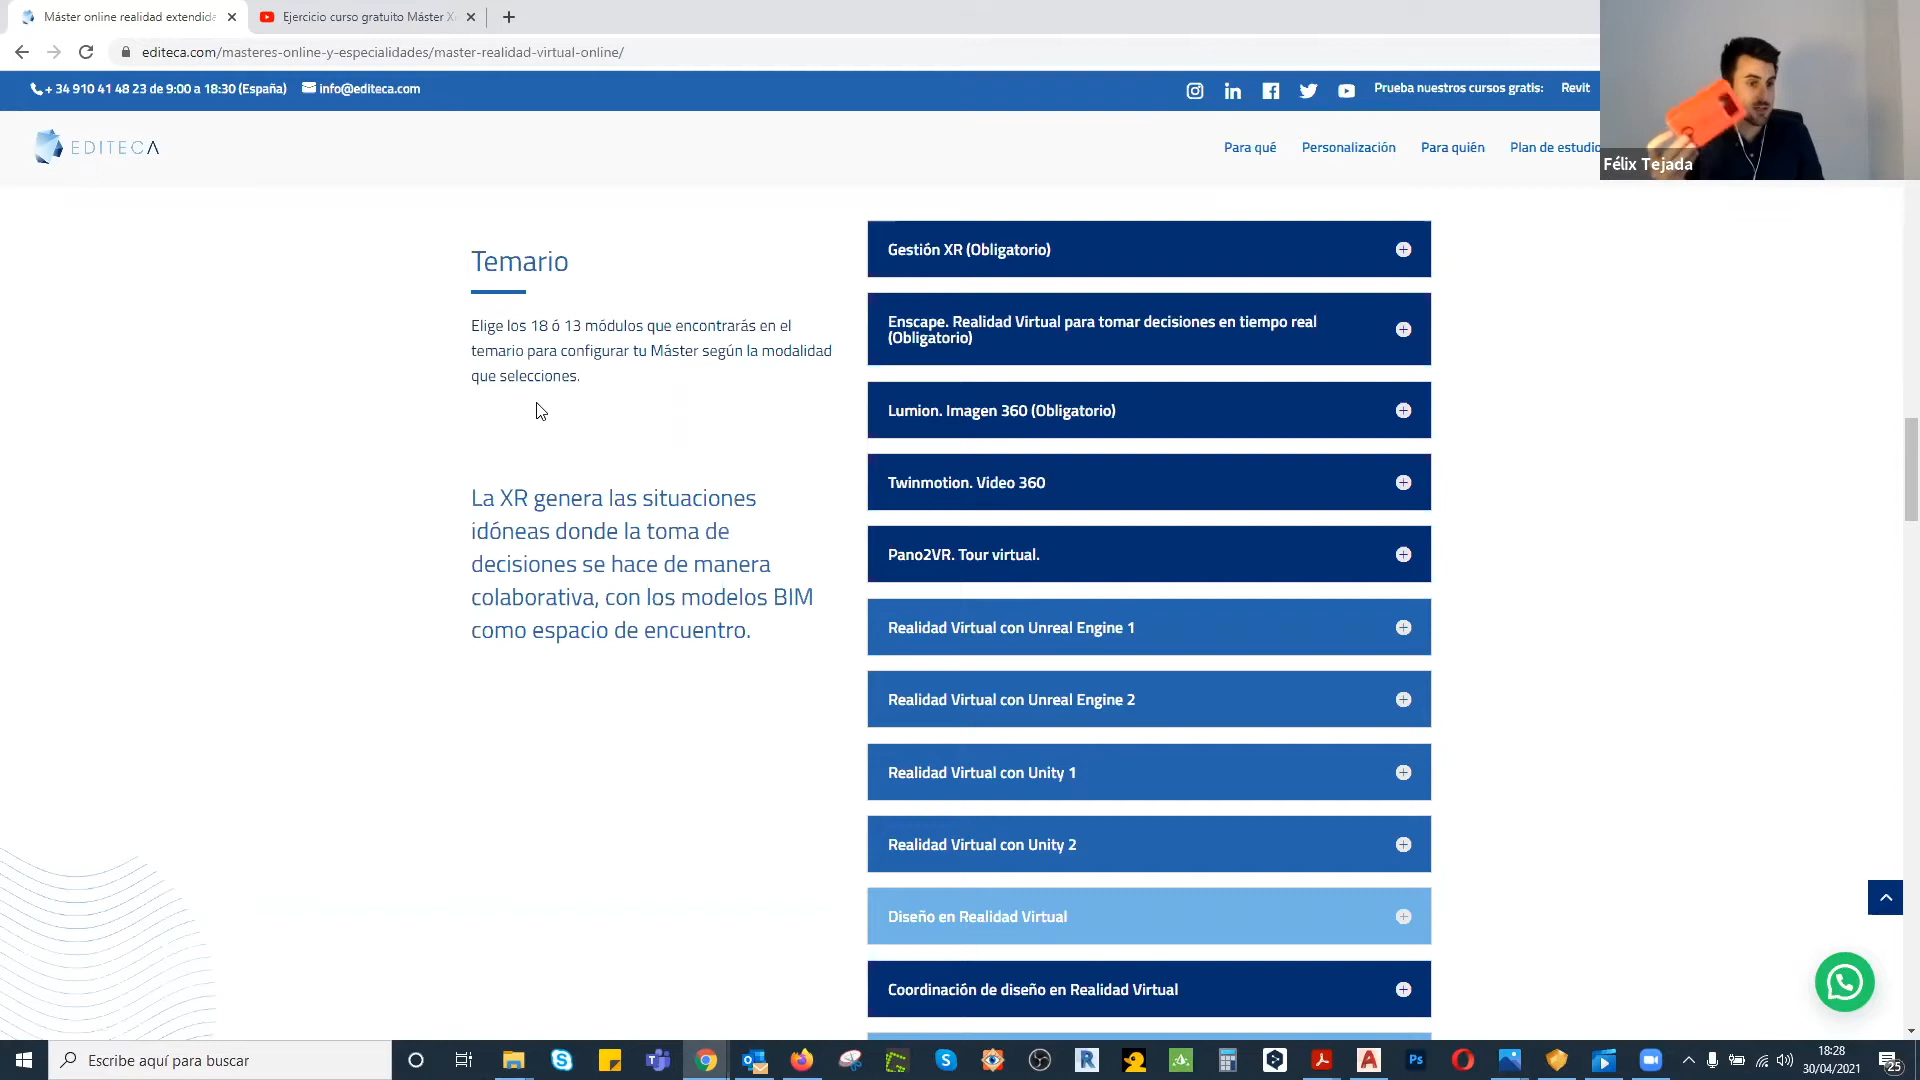 Máster online realidad extendida
Ejercicio curso gratuito Máster X
editeca.com/masteres-online-y-especialidades/master-realidad-virtual-online/
+ 34 910 41 48 23 de 9:00 a 18:30 (España)
info@editeca.com
Prueba nuestros cursos gratis:
Revit
EDITECA
Para qué
Personalización
Para quién
Plan de estudio
Félix Tejada
Temario
Elige los 18 ó 13 módulos que encontrarás en el
temario para configurar tu Máster según la modalidad
que selecciones.
La XR genera las situaciones
idóneas donde la toma de
decisiones se hace de manera
colaborativa, con los modelos BIM
como espacio de encuentro.
Gestión XR (Obligatorio)
Enscape. Realidad Virtual para tomar decisiones en tiempo real
(Obligatorio)
Lumion. Imagen 360 (Obligatorio)
Twinmotion. Video 360
Pano2VR. Tour virtual.
Realidad Virtual con Unreal Engine 1
Realidad Virtual con Unreal Engine 2
Realidad Virtual con Unity 1
Realidad Virtual con Unity 2
Diseño en Realidad Virtual
Coordinación de diseño en Realidad Virtual
Escribe aquí para buscar
18:28
30/04/2021
25